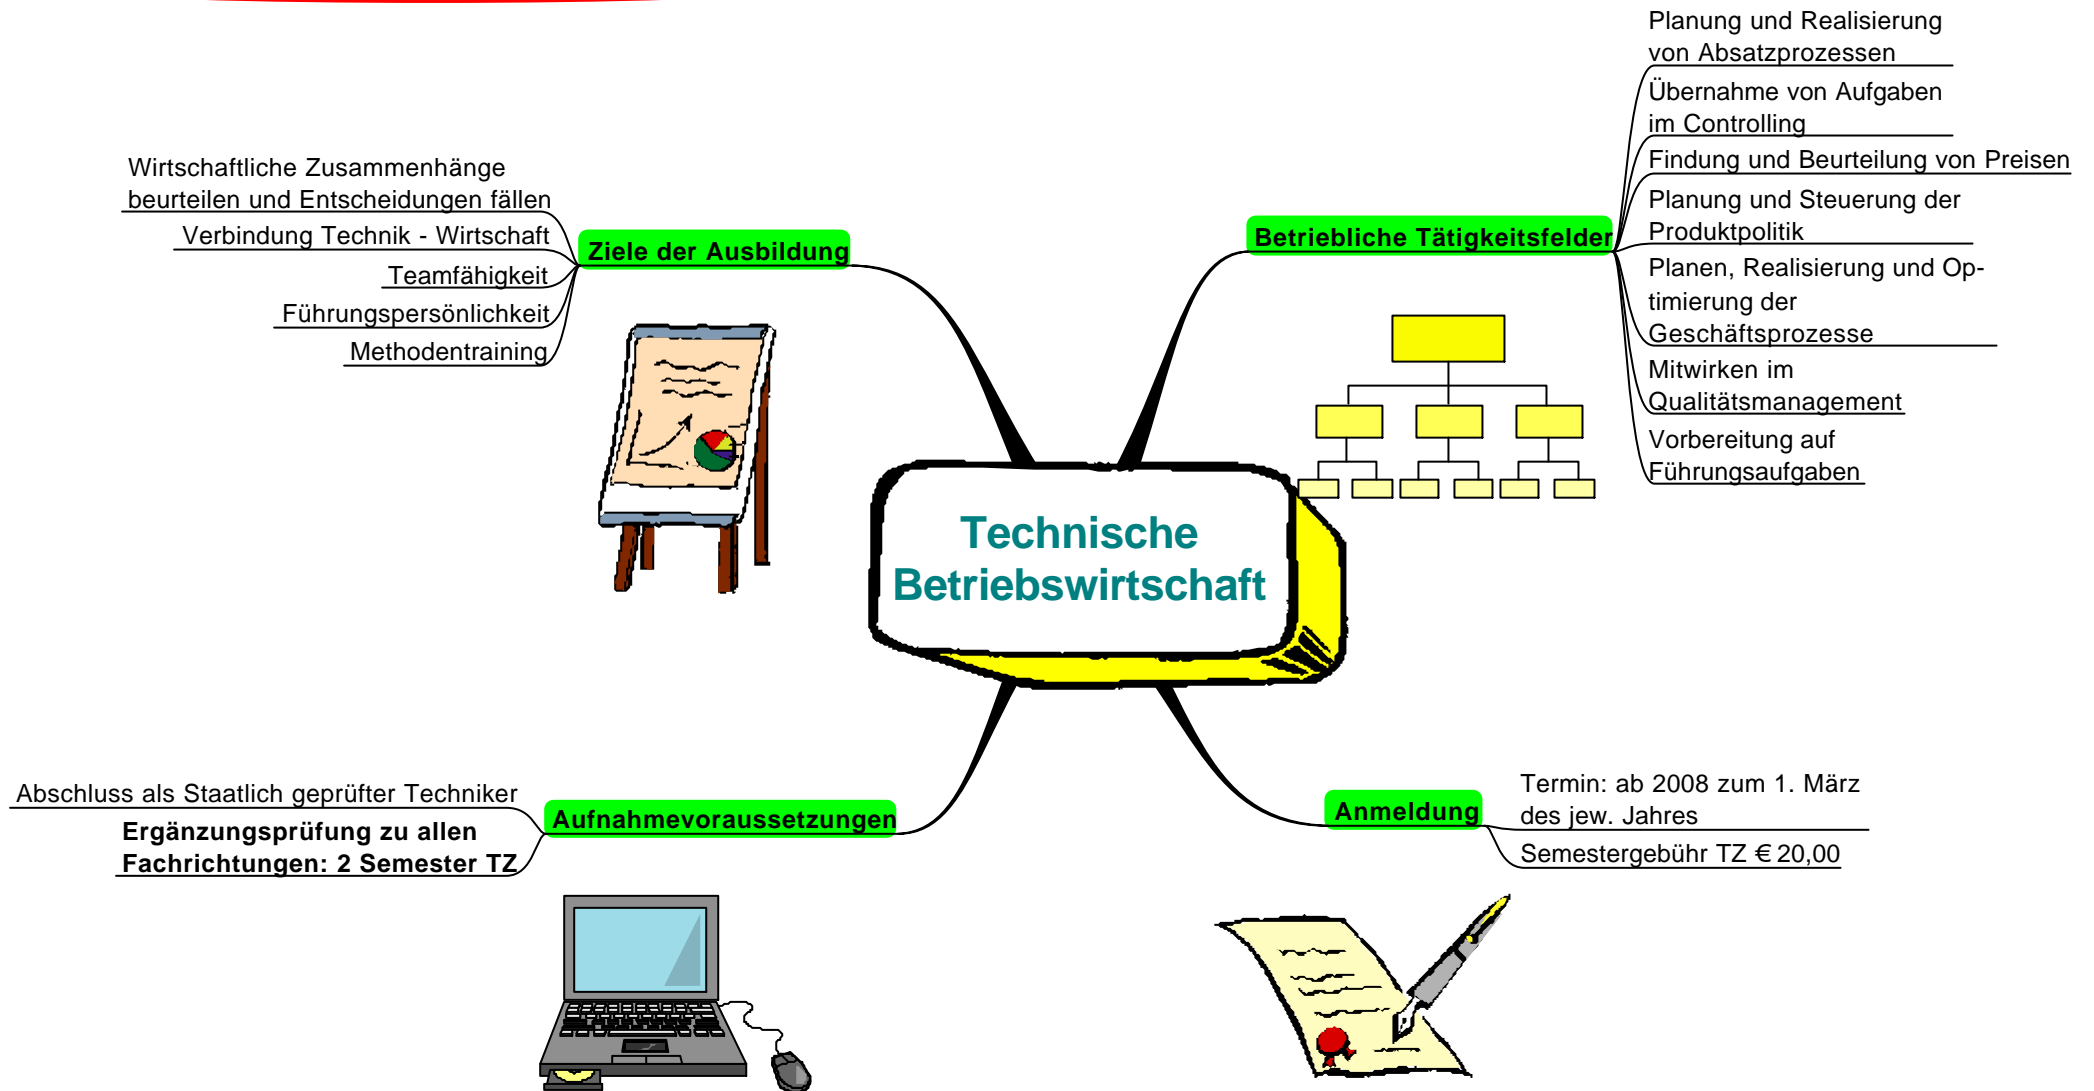 Technische
Betriebswirtschaft
Ziele der Ausbildung
Wirtschaftliche Zusammenhänge
beurteilen und Entscheidungen fällen
Verbindung Technik - Wirtschaft
Teamfähigkeit
Führungspersönlichkeit
Methodentraining
Betriebliche Tätigkeitsfelder
Planung und Realisierung
von Absatzprozessen
Übernahme von Aufgaben
im Controlling
Findung und Beurteilung von Preisen
Planung und Steuerung der
Produktpolitik
Planen, Realisierung und Op-
timierung der
Geschäftsprozesse
Mitwirken im
Qualitätsmanagement
Vorbereitung auf
Führungsaufgaben
Aufnahmevoraussetzungen
Abschluss als Staatlich geprüfter Techniker
Ergänzungsprüfung zu allen
Fachrichtungen: 2 Semester TZ
Anmeldung
Termin: ab 2008 zum 1. März
des jew. Jahres
Semestergebühr TZ € 20,00